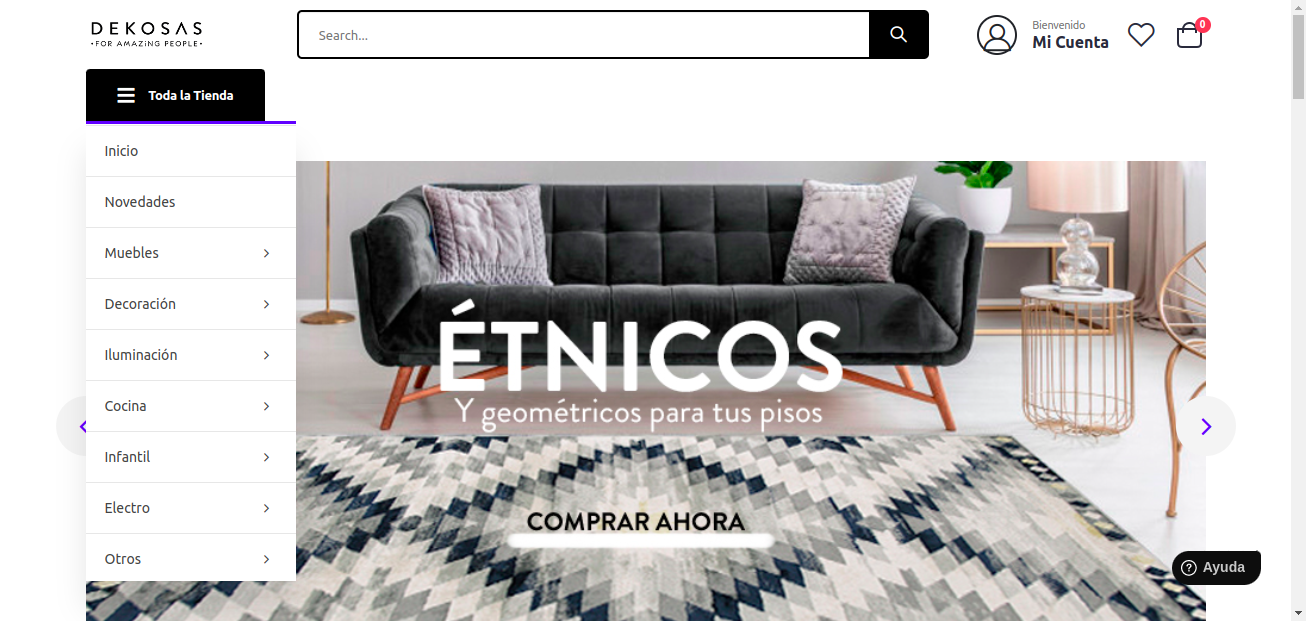 DEKOSAS
•FOR AMAZiNG PEOPLE•
Search...
Bienvenido
Mi Cuenta
0
Toda la Tienda
Inicio
Novedades
Muebles
Decoración
Iluminación
Cocina
Infantil
Electro
Otros
ÉTNICOS
Y geométricos para tus pisos
COMPRAR AHORA
Ayuda